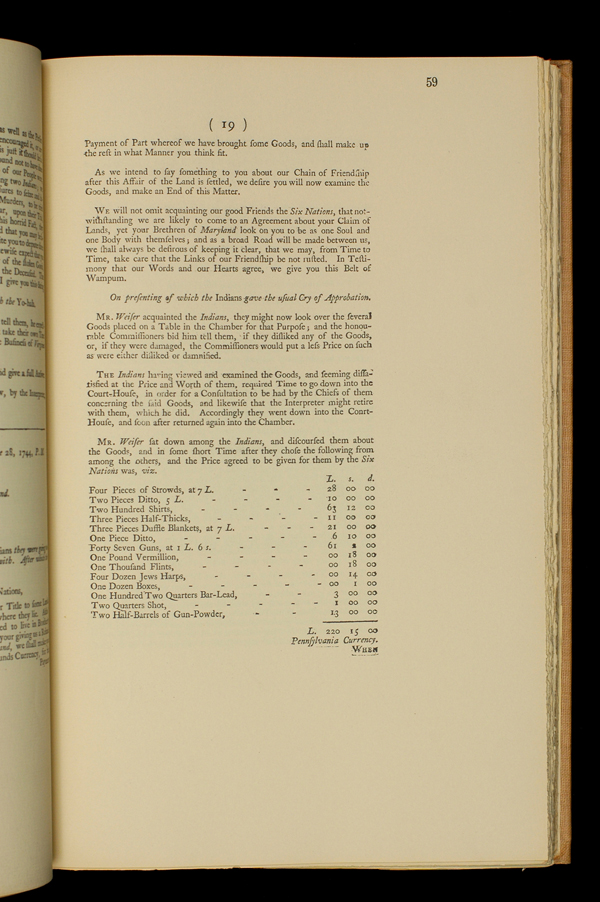 59
( 19 )
Payment of Part whereof we have brought ſome Goods, and ſhall make up
the reſt in what Manner you think fit.
As we intend to ſay ſomething to you about our Chain of Friendſhip
after this Affair of the Land is ſettled, we deſire you will now examine the
Goods, and make an End of this Matter.
WE will not omit acquainting our good Friends the Six Nations, that not-
withſtanding we are likely to come to an Agreement about your Claim of
Lands, yet your Brethren of Maryland look on you to be as one Soul and
one Body with themſelves; and as a broad Road will be made between us,
we ſhall always be deſirous of keeping it clear, that we may, from Time to
Time, take care that the Links of our Friendſhip be not ruſted. In Teſti-
mony that our Words and our Hearts agree, we give you this Belt of
Wampum.
On preſenting of which the Indians gave the uſual Cry of Approbation.
MR. Weiſer acquainted the Indians, they might now look over the ſeveral
Goods placed on a Table in the Chamber for that Purpoſe; and the honou-
rable Commiſſioners bid him tell them, if they diſliked any of the Goods,
or, if they were damaged, the Commiſſioners would put a leſs Price on ſuch
as were either diſliked or damnified.
THE Indians having viewed and examined the Goods, and ſeeming diſſa-
tisfied at the Price and Worth of them, required Time to go down into the
Court-Houſe, in order for a Conſultation to be had by the Chiefs of them
concerning the ſaid Goods, and likewiſe that the Interpreter might retire
with them, which he did. Accordingly they went down into the Court-
Houſe, and ſoon after returned again into the Chamber.
MR. Weiſer ſat down among the Indians, and diſcourſed them about
the Goods, and in ſome ſhort Time after they choſe the following from
among the others, and the Price agreed to be given for them by the Six
Nations was, viz.
L. s. d.
Four Pieces of Strowds, at 7 L. - - - 28 00 00
Two Pieces Ditto, 5 L. - - - - 10 00 00
Two Hundred Shirts, - - - - 63 12 00
Three Pieces Half-Thicks, - - - - 11 00 00
Three Pieces Duffle Blankets, at 7 L. - - - 21 00 00
One Piece Ditto, - - - - - 6 10 00
Forty Seven Guns, at 1 L. 6 s. - - - 61 2 00
One Pound Vermillion, - - - - 00 18 00
One Thouſand Flints, - - - - 00 18 00
Four Dozen Jews Harps, - - - - 00 14 00
One Dozen Boxes, - - - - - 00 1 00
One Hundred Two Quarters Bar-Lead, - - 3 00 00
Two Quarters Shot, - - - - - 1 00 00
Two Half-Barrels of Gun-Powder, - - 13 00 00
L. 220 15 00
Pennſylvania Currency.
WHEN